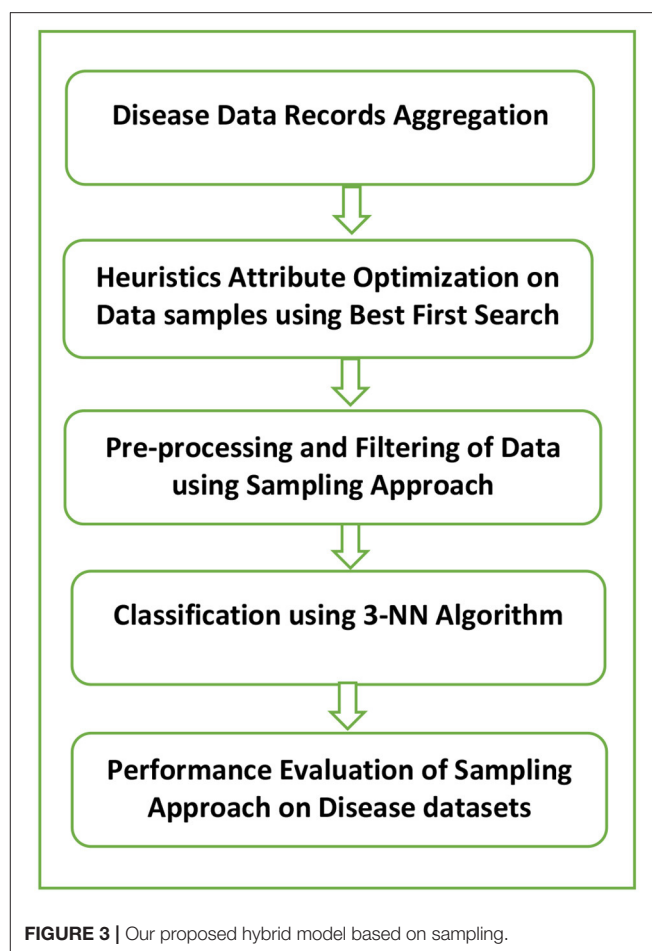 Disease Data Records Aggregation
Heuristics Attribute Optimization on
Data samples using Best First Search
Pre-processing and Filtering of Data
using Sampling Approach
Classification using 3-NN Algorithm
Performance Evaluation of Sampling
Approach on Disease datasets
FIGURE 3 | Our proposed hybrid model based on sampling.